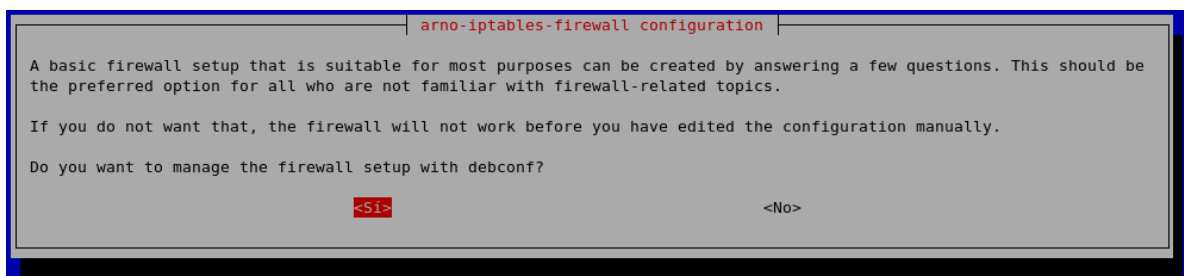 arno-iptables-firewall configuration
A basic firewall setup that is suitable for most purposes can be created by answering a few questions. This should be
the preferred option for all who are not familiar with firewall-related topics.
If you do not want that, the firewall will not work before you have edited the configuration manually.
Do you want to manage the firewall setup with debconf?
<Sí> <No>